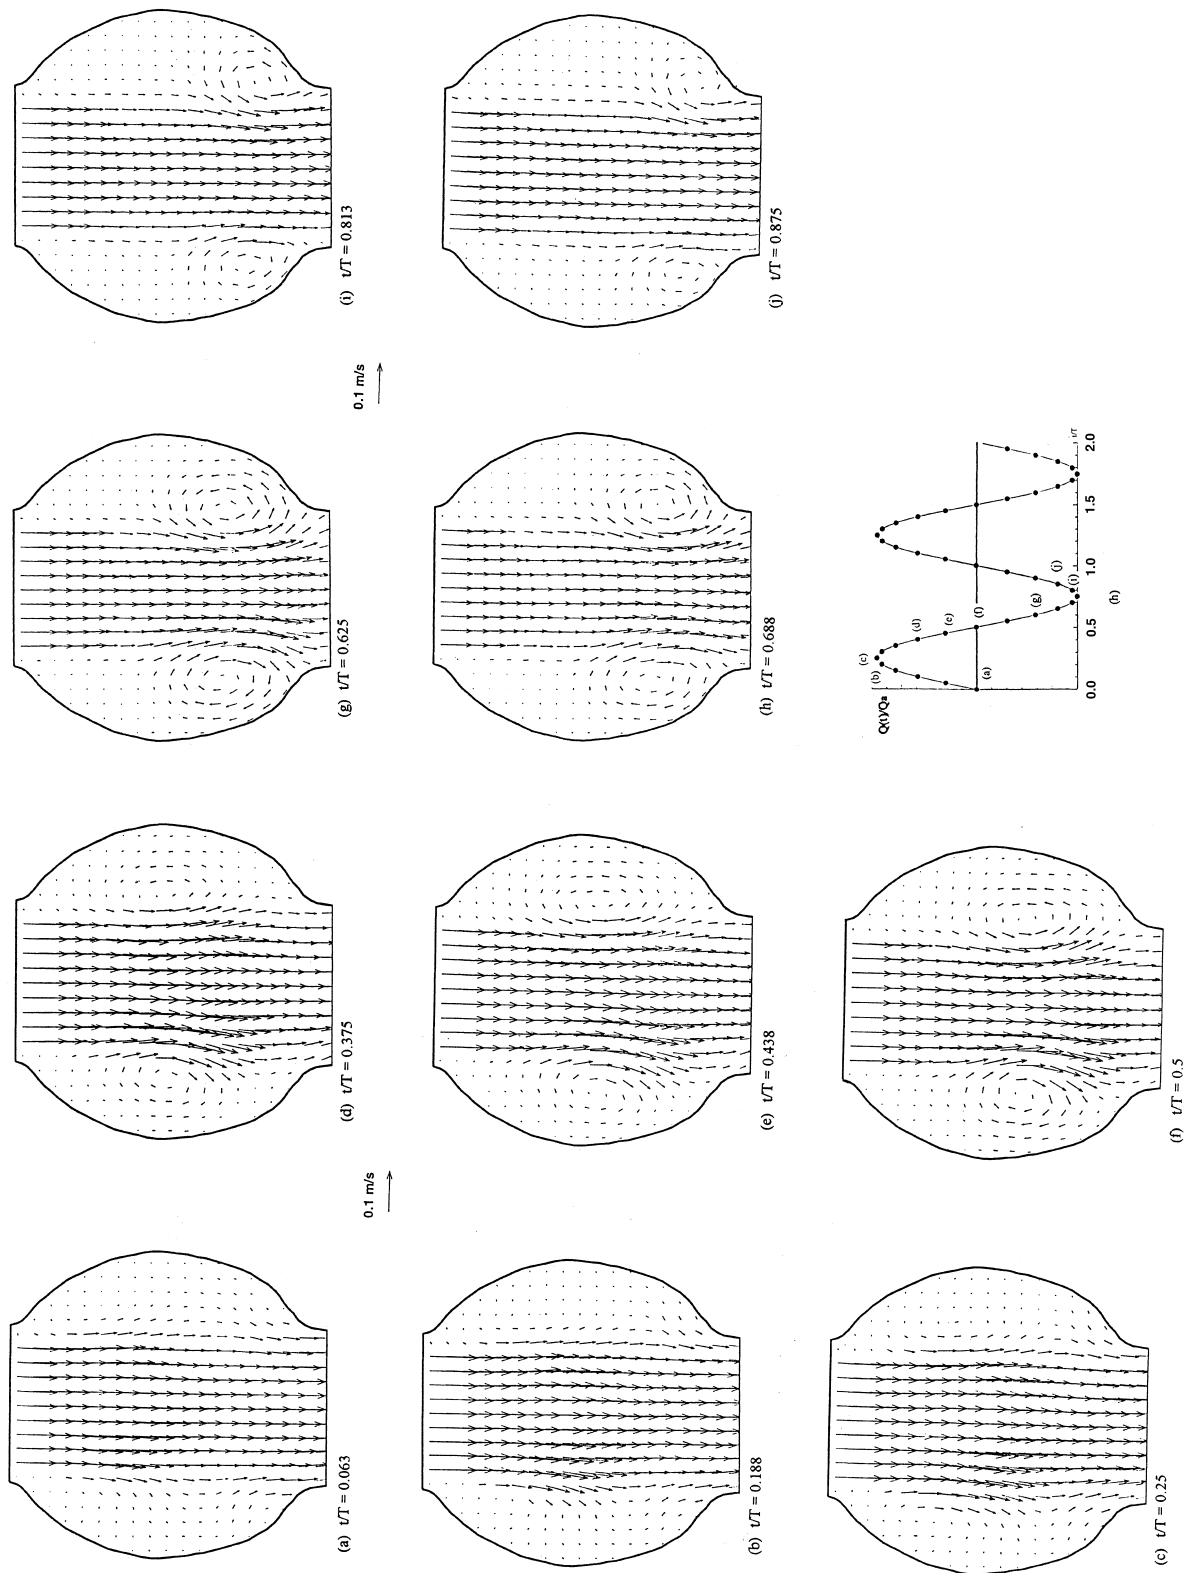 (a) t/T = 0.063
(b) t/T = 0.188
(c) t/T = 0.25
0.1 m/s
(d) t/T = 0.375
(e) t/T = 0.438
(f) t/T = 0.5
(g) t/T = 0.625
(h) t/T = 0.688
0.1 m/s
(i) t/T = 0.813
(j) t/T = 0.875
Q(t)/Qa
(a)
(b)
(c)
(d)
(e)
(f)
(g)
(h)
(i)
(j)
0.0 0.5 1.0 1.5 2.0
t/T